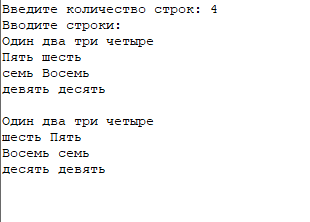 Введите количество строк: 4
Вводите строки:
Один два три четыре
Пять шесть
семь Восемь
девять десять
Один два три четыре
шесть Пять
Восемь семь
десять девять